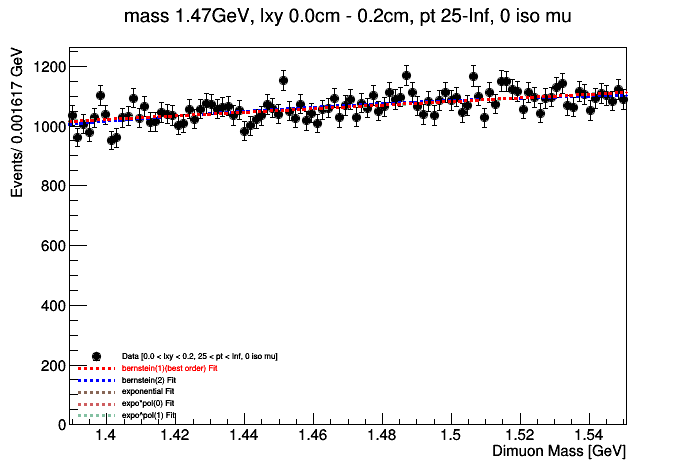 mass 1.47GeV, lxy 0.0cm - 0.2cm, pt 25-Inf, 0 iso mu
Events/ 0.001617 GeV
1200
1000
800
600
400
200
0
Data [0.0 < lxy < 0.2, 25 < pt < Inf, 0 iso mu]
bernstein(1)(best order) Fit
bernstein(2) Fit
exponential Fit
expo*pol(0) Fit
expo*pol(1) Fit
1.4 1.42 1.44 1.46 1.48 1.5 1.52 1.54
Dimuon Mass [GeV]